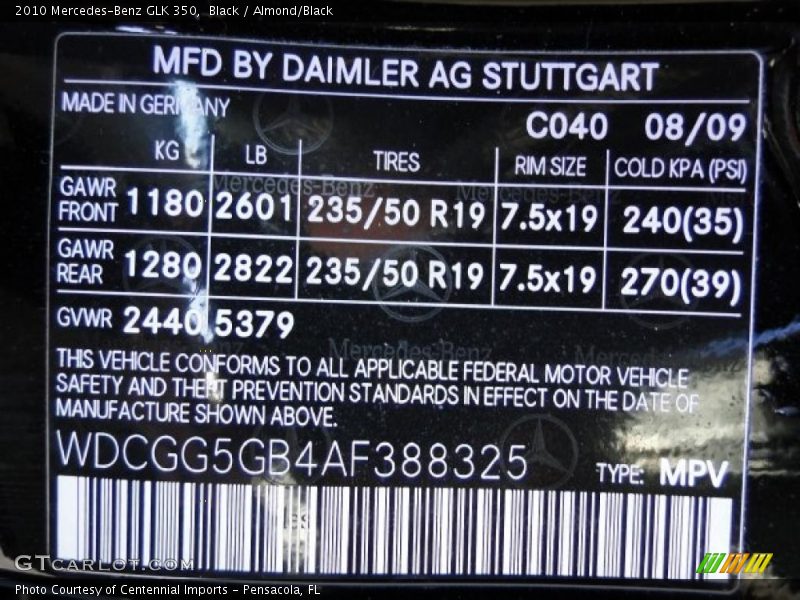 2010 Mercedes-Benz GLK 350,  Black / Almond/Black
MFD BY DAIMLER AG STUTTGART
MADE IN GERMANY
C040 08/09
KG LB TIRES RIM SIZE COLD KPA (PSI)
GAWR FRONT 1180 2601 235/50 R19 7.5x19 240(35)
GAWR REAR 1280 2822 235/50 R19 7.5x19 270(39)
GVWR 2440 5379
THIS VEHICLE CONFORMS TO ALL APPLICABLE FEDERAL MOTOR VEHICLE
SAFETY AND THEFT PREVENTION STANDARDS IN EFFECT ON THE DATE OF
MANUFACTURE SHOWN ABOVE.
WDCGG5GB4AF388325 TYPE: MPV
GTCARLOT.COM
Photo Courtesy of Centennial Imports - Pensacola, FL